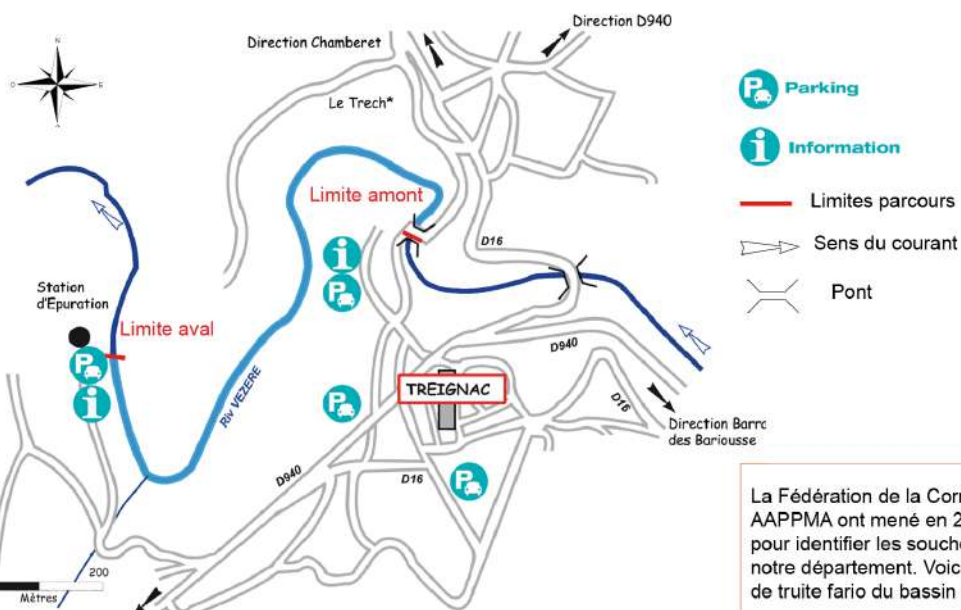 N
O
E
S
Direction Chamberet
Direction D940
Le Trech*
Limite amont
D16
Station
d'Epuration
Limite aval
Riv VEZERE
D940
TREIGNAC
D16
Direction Barra
des Bariousse
D940
D16
200
Mètres
P
i
Parking
Information
Limites parcours
Sens du courant
Pont
La Fédération de la Corr
AAPPMA ont mené en 2
pour identifier les souche
notre département. Voic
de truite fario du bassin